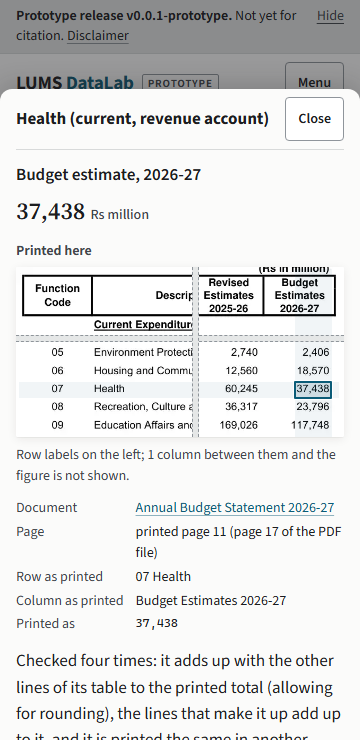 Prototype release v0.0.1-prototype. Not yet for
citation. Disclaimer
Hide
LUMS DataLab PROTOTYPE Menu
Health (current, revenue account) Close
Budget estimate, 2026-27
37,438 Rs million
Printed here
(Rs in million)
Function Code Descrip Revised Estimates 2025-26 Budget Estimates 2026-27
Current Expenditure
05 Environment Protecti 2,740 2,406
06 Housing and Commu 12,560 18,570
07 Health 60,245 37,438
08 Recreation, Culture a 36,317 23,796
09 Education Affairs and 169,026 117,748
Row labels on the left; 1 column between them and the
figure is not shown.
Document Annual Budget Statement 2026-27
Page printed page 11 (page 17 of the PDF
file)
Row as printed 07 Health
Column as printed Budget Estimates 2026-27
Printed as 37,438
Checked four times: it adds up with the other
lines of its table to the printed total (allowing
for rounding), the lines that make it up add up
to it, and it is printed the same in another